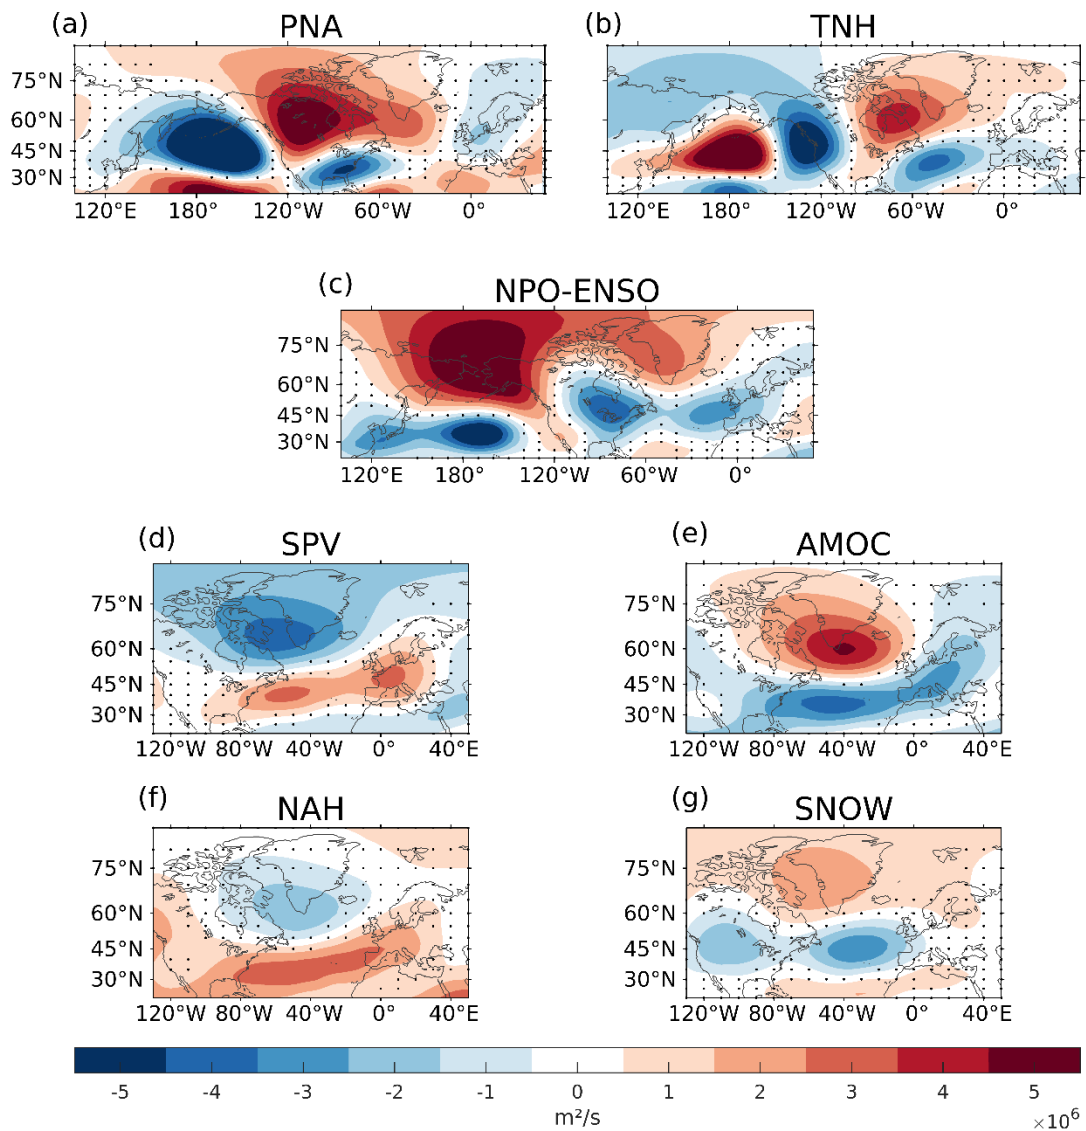 (a) PNA
(b) TNH
75°N
60°N
45°N
30°N
120°E 180° 120°W 60°W 0°
75°N
60°N
45°N
30°N
120°E 180° 120°W 60°W 0°
(c) NPO-ENSO
75°N
60°N
45°N
30°N
120°E 180° 120°W 60°W 0°
(d) SPV
75°N
60°N
45°N
30°N
120°W 80°W 40°W 0° 40°E
(e) AMOC
75°N
60°N
45°N
30°N
120°W 80°W 40°W 0° 40°E
(f) NAH
75°N
60°N
45°N
30°N
120°W 80°W 40°W 0° 40°E
(g) SNOW
75°N
60°N
45°N
30°N
120°W 80°W 40°W 0° 40°E
-5 -4 -3 -2 -1 0 1 2 3 4 5
m²/s
×10⁶